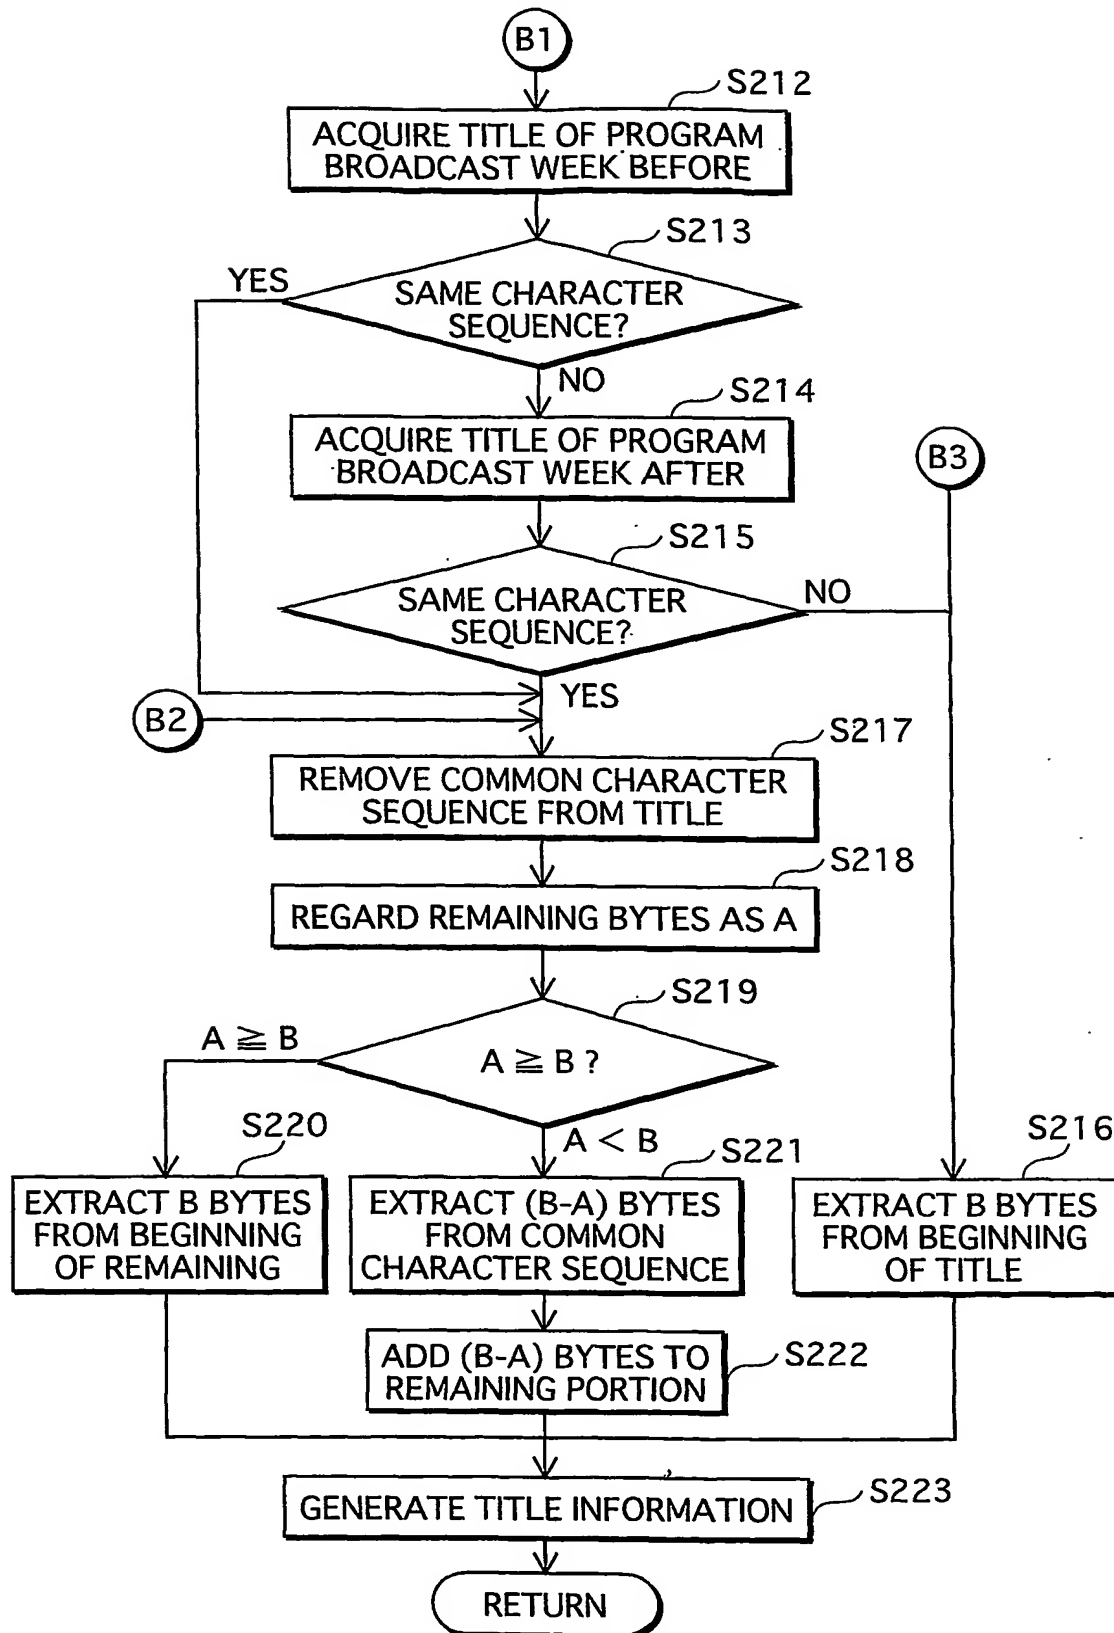 B1
S212
ACQUIRE TITLE OF PROGRAM
BROADCAST WEEK BEFORE
S213
YES
SAME CHARACTER
SEQUENCE?
NO
S214
ACQUIRE TITLE OF PROGRAM
BROADCAST WEEK AFTER
B3
S215
SAME CHARACTER
SEQUENCE?
NO
YES
B2
S217
REMOVE COMMON CHARACTER
SEQUENCE FROM TITLE
S218
REGARD REMAINING BYTES AS A
S219
A ≧ B
A ≧ B ?
A < B
S220
S221
S216
EXTRACT B BYTES
FROM BEGINNING
OF REMAINING
EXTRACT (B-A) BYTES
FROM COMMON
CHARACTER SEQUENCE
EXTRACT B BYTES
FROM BEGINNING
OF TITLE
ADD (B-A) BYTES TO
REMAINING PORTION
S222
GENERATE TITLE INFORMATION
S223
RETURN